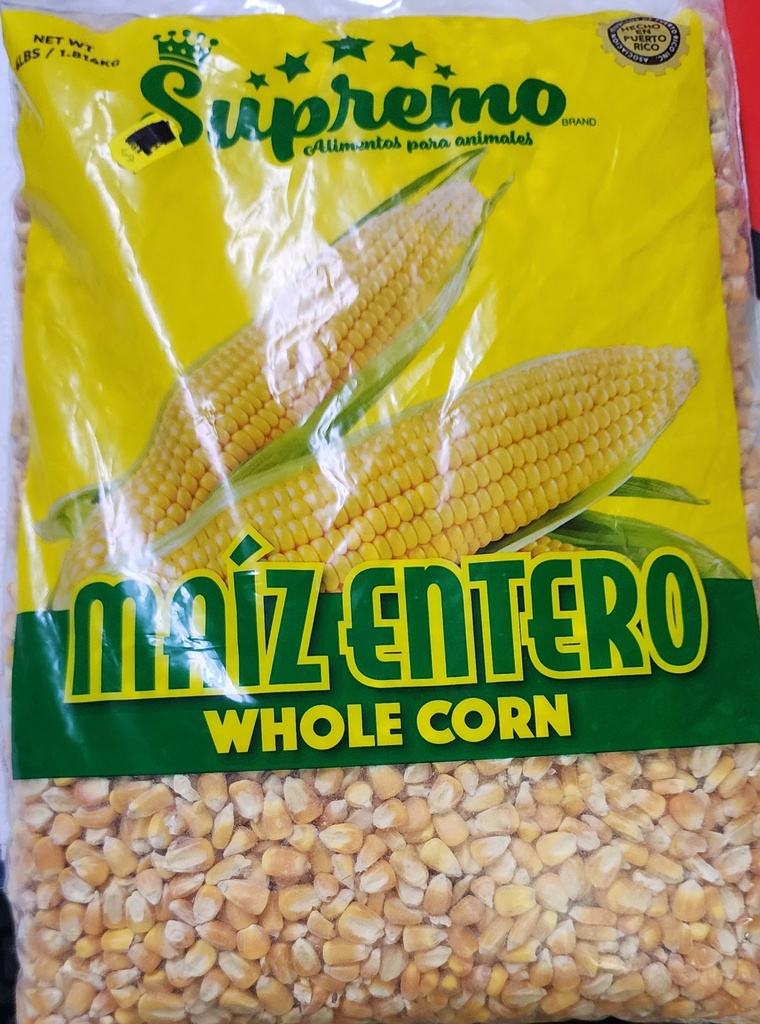 NET WT
LBS / 1.814KG
Supremo
BRAND
Alimentos para animales
HECHO
EN
PUERTO
RICO
MAÍZ ENTERO
WHOLE CORN